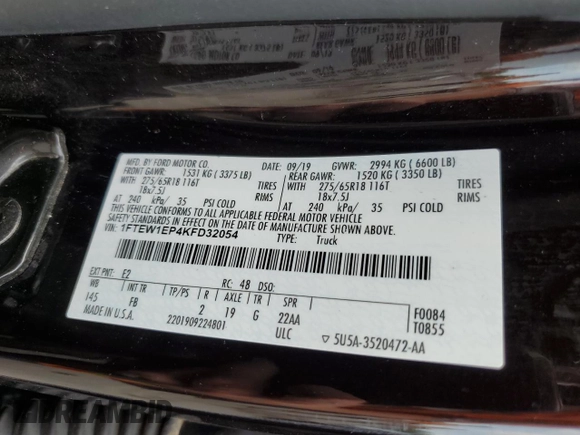 MFD. BY FORD MOTOR CO.
DATE: 09/19 GVWR: 2994 KG (6600 LB)
FRONT GAWR: 1531 KG (3375 LB)
REAR GAWR: 1520 KG (3350 LB)
WITH 275/65R18 116T TIRES
WITH 275/65R18 116T TIRES
18x7.5J RIMS
18x7.5J RIMS
AT 240 kPa/ 35 PSI COLD
AT 240 kPa/ 35 PSI COLD
THIS VEHICLE CONFORMS TO ALL APPLICABLE FEDERAL MOTOR VEHICLE
SAFETY STANDARDS IN EFFECT ON THE DATE OF MANUFACTURE SHOWN ABOVE.
VIN: 1FTEW1EP4KFD32054
TYPE: Truck
EXT PNT: E2 RC: 48 DSO:
WB INT TR TP/PS R AXLE TR SPR
145 FB 2 19 G 22AA
F0084
T0855
MADE IN U.S.A.
2201909224801
ULC
▽ 5U5A-3520472-AA